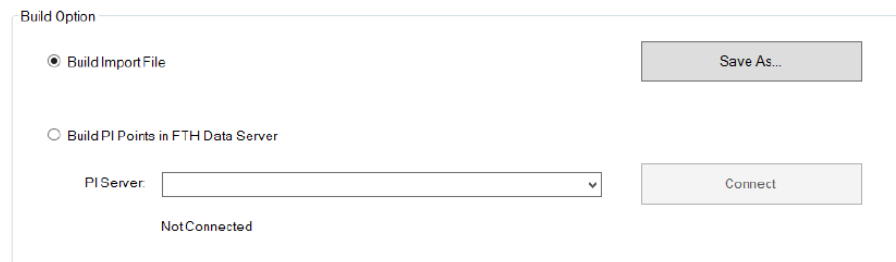 Build Option
Build Import File
Save As...
Build PI Points in FTH Data Server
PI Server:
Connect
Not Connected